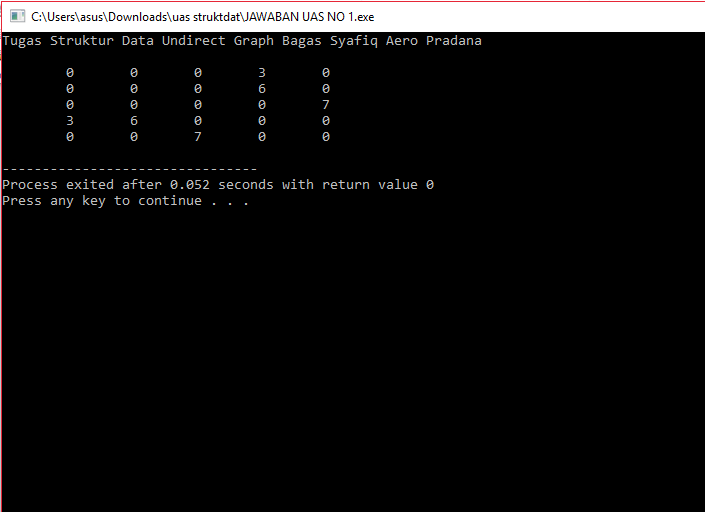 C:\Users\asus\Downloads\uas struktdat\JAWABAN UAS NO 1.exe
Tugas Struktur Data Undirect Graph Bagas Syafiq Aero Pradana
0 0 0 3 0
0 0 0 6 0
0 0 0 0 7
3 6 0 0 0
0 0 7 0 0
--------------------------------
Process exited after 0.052 seconds with return value 0
Press any key to continue . . .